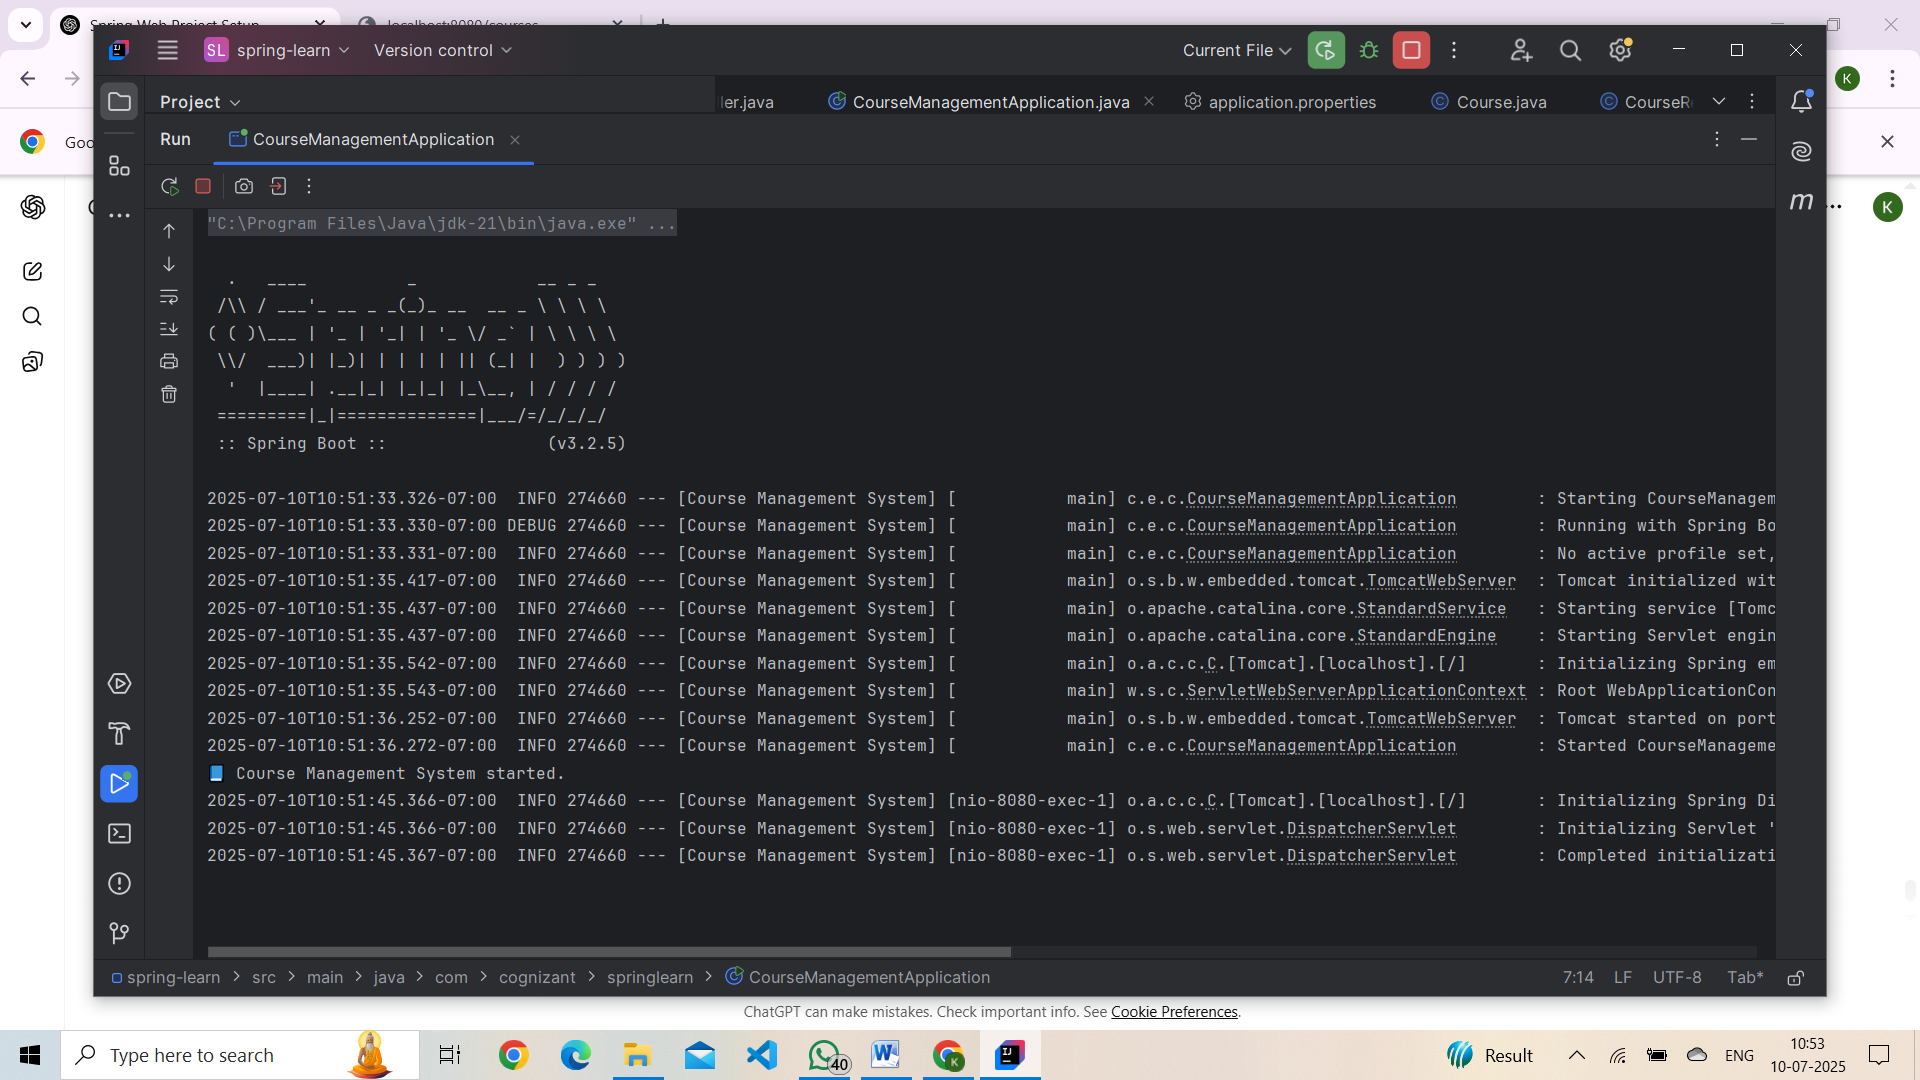 Spring Web Project Setup
localhost:8080/courses
SL spring-learn
Version control
Current File
K
Project
ler.java
CourseManagementApplication.java
application.properties
Course.java
CourseR
Goo
Run
CourseManagementApplication
m
K
"C:\Program Files\Java\jdk-21\bin\java.exe" ...
  .   ____          _            __ _ _
 /\\ / ___'_ __ _ _(_)_ __  __ _ \ \ \ \
( ( )\___ | '_ | '_| | '_ \/ _` | \ \ \ \
 \\/  ___)| |_)| | | | | || (_| |  ) ) ) )
  '  |____| .__|_| |_|_| |_\__, | / / / /
 =========|_|==============|___/=/_/_/_/
 :: Spring Boot ::                (v3.2.5)
2025-07-10T10:51:33.326-07:00  INFO 274660 --- [Course Management System] [           main] c.e.c.CourseManagementApplication        : Starting CourseManagem
2025-07-10T10:51:33.330-07:00 DEBUG 274660 --- [Course Management System] [           main] c.e.c.CourseManagementApplication        : Running with Spring Bo
2025-07-10T10:51:33.331-07:00  INFO 274660 --- [Course Management System] [           main] c.e.c.CourseManagementApplication        : No active profile set,
2025-07-10T10:51:35.417-07:00  INFO 274660 --- [Course Management System] [           main] o.s.b.w.embedded.tomcat.TomcatWebServer  : Tomcat initialized wit
2025-07-10T10:51:35.437-07:00  INFO 274660 --- [Course Management System] [           main] o.apache.catalina.core.StandardService   : Starting service [Tomc
2025-07-10T10:51:35.437-07:00  INFO 274660 --- [Course Management System] [           main] o.apache.catalina.core.StandardEngine    : Starting Servlet engin
2025-07-10T10:51:35.542-07:00  INFO 274660 --- [Course Management System] [           main] o.a.c.c.C.[Tomcat].[localhost].[/]       : Initializing Spring em
2025-07-10T10:51:35.543-07:00  INFO 274660 --- [Course Management System] [           main] w.s.c.ServletWebServerApplicationContext : Root WebApplicationCon
2025-07-10T10:51:36.252-07:00  INFO 274660 --- [Course Management System] [           main] o.s.b.w.embedded.tomcat.TomcatWebServer  : Tomcat started on port
2025-07-10T10:51:36.272-07:00  INFO 274660 --- [Course Management System] [           main] c.e.c.CourseManagementApplication        : Started CourseManageme
📘 Course Management System started.
2025-07-10T10:51:45.366-07:00  INFO 274660 --- [Course Management System] [nio-8080-exec-1] o.a.c.c.C.[Tomcat].[localhost].[/]       : Initializing Spring Di
2025-07-10T10:51:45.366-07:00  INFO 274660 --- [Course Management System] [nio-8080-exec-1] o.s.web.servlet.DispatcherServlet        : Initializing Servlet '
2025-07-10T10:51:45.367-07:00  INFO 274660 --- [Course Management System] [nio-8080-exec-1] o.s.web.servlet.DispatcherServlet        : Completed initializati
spring-learn > src > main > java > com > cognizant > springlearn > CourseManagementApplication
7:14 LF UTF-8 Tab*
ChatGPT can make mistakes. Check important info. See Cookie Preferences.
Type here to search
40
K
Result
ENG
10:53
10-07-2025